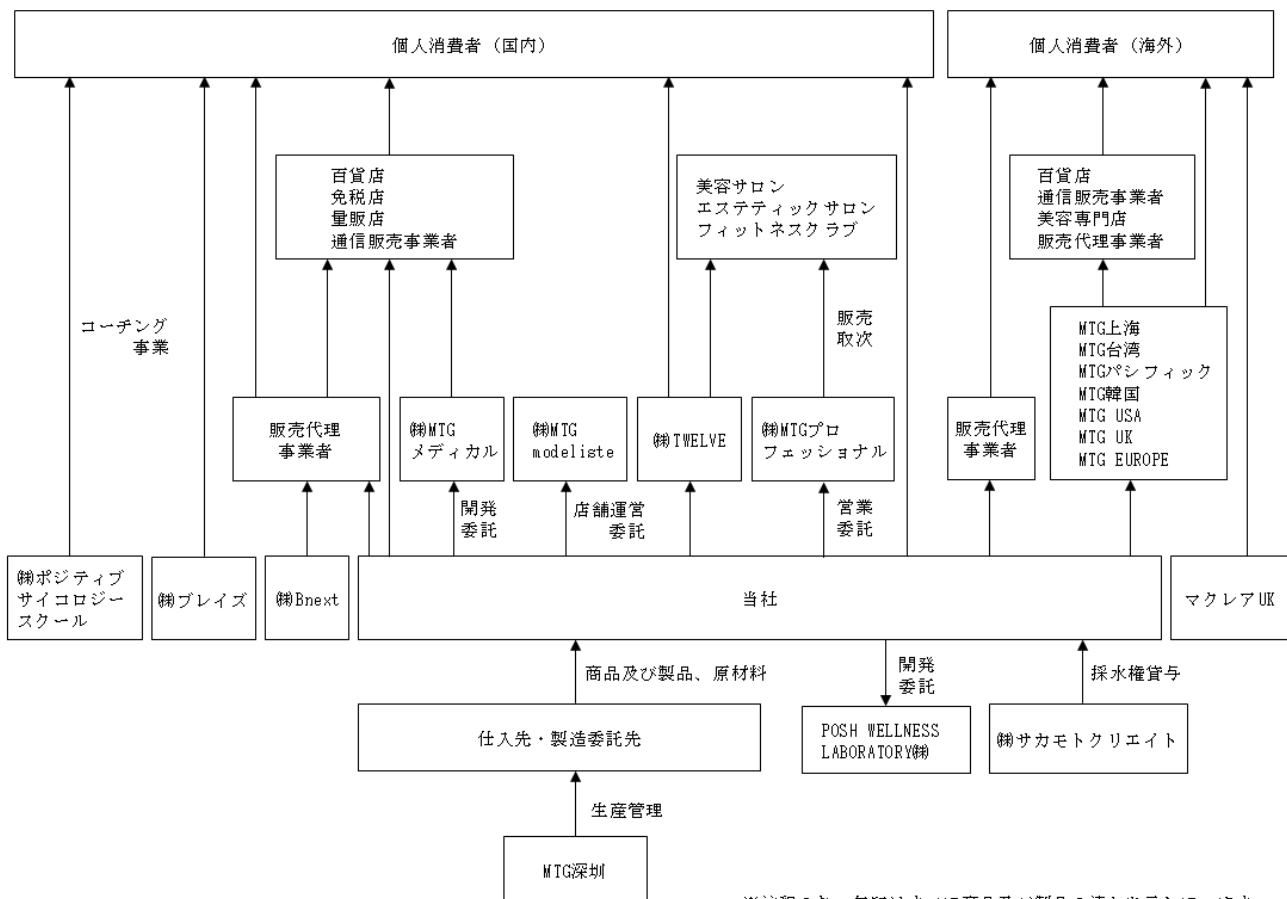 個人消費者（国内）
個人消費者（海外）
百貨店
免税店
量販店
通信販売事業者
美容サロン
エステティックサロン
フィットネスクラブ
百貨店
通信販売事業者
美容専門店
販売代理事業者
コーチング
事業
販売
取次
MTG上海
MTG台湾
MTGパシフィック
MTG韓国
MTG USA
MTG UK
MTG EUROPE
販売代理
事業者
㈱MTG
メディカル
㈱MTG
modeliste
㈱TWELVE
㈱MTGプロ
フェッショナル
販売代理
事業者
開発
委託
店舗運営
委託
営業
委託
㈱ポジティブ
サイコロジー
スクール
㈱ブレイズ
㈱Bnext
当社
マクレアUK
商品及び製品、原材料
開発
委託
採水権貸与
仕入先・製造委託先
POSH WELLNESS
LABORATORY㈱
㈱サカモトクリエイト
生産管理
MTG深圳